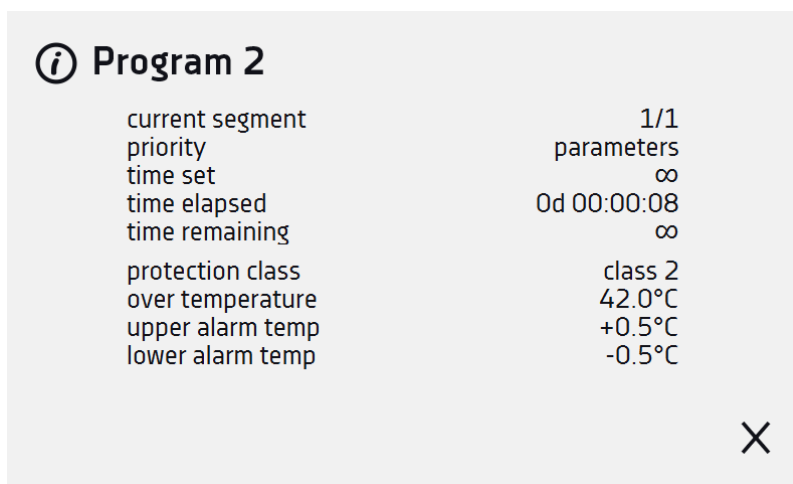 Program 2
current segment 1/1
priority parameters
time set ∞
time elapsed 0d 00:00:08
time remaining ∞
protection class class 2
over temperature 42.0°C
upper alarm temp +0.5°C
lower alarm temp -0.5°C